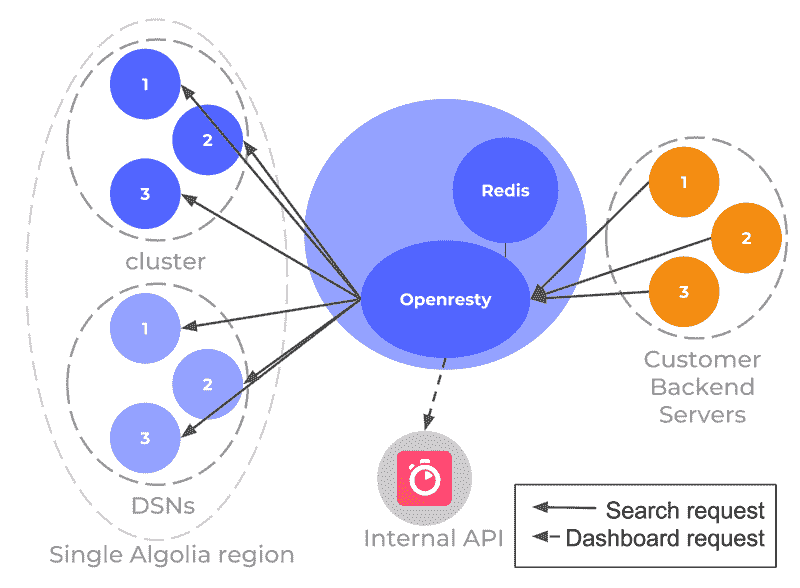 1
2
3
cluster
1
2
3
DSNs
Single Algolia region
Redis
Openresty
Internal API
1
2
3
Customer
Backend
Servers
Search request
Dashboard request